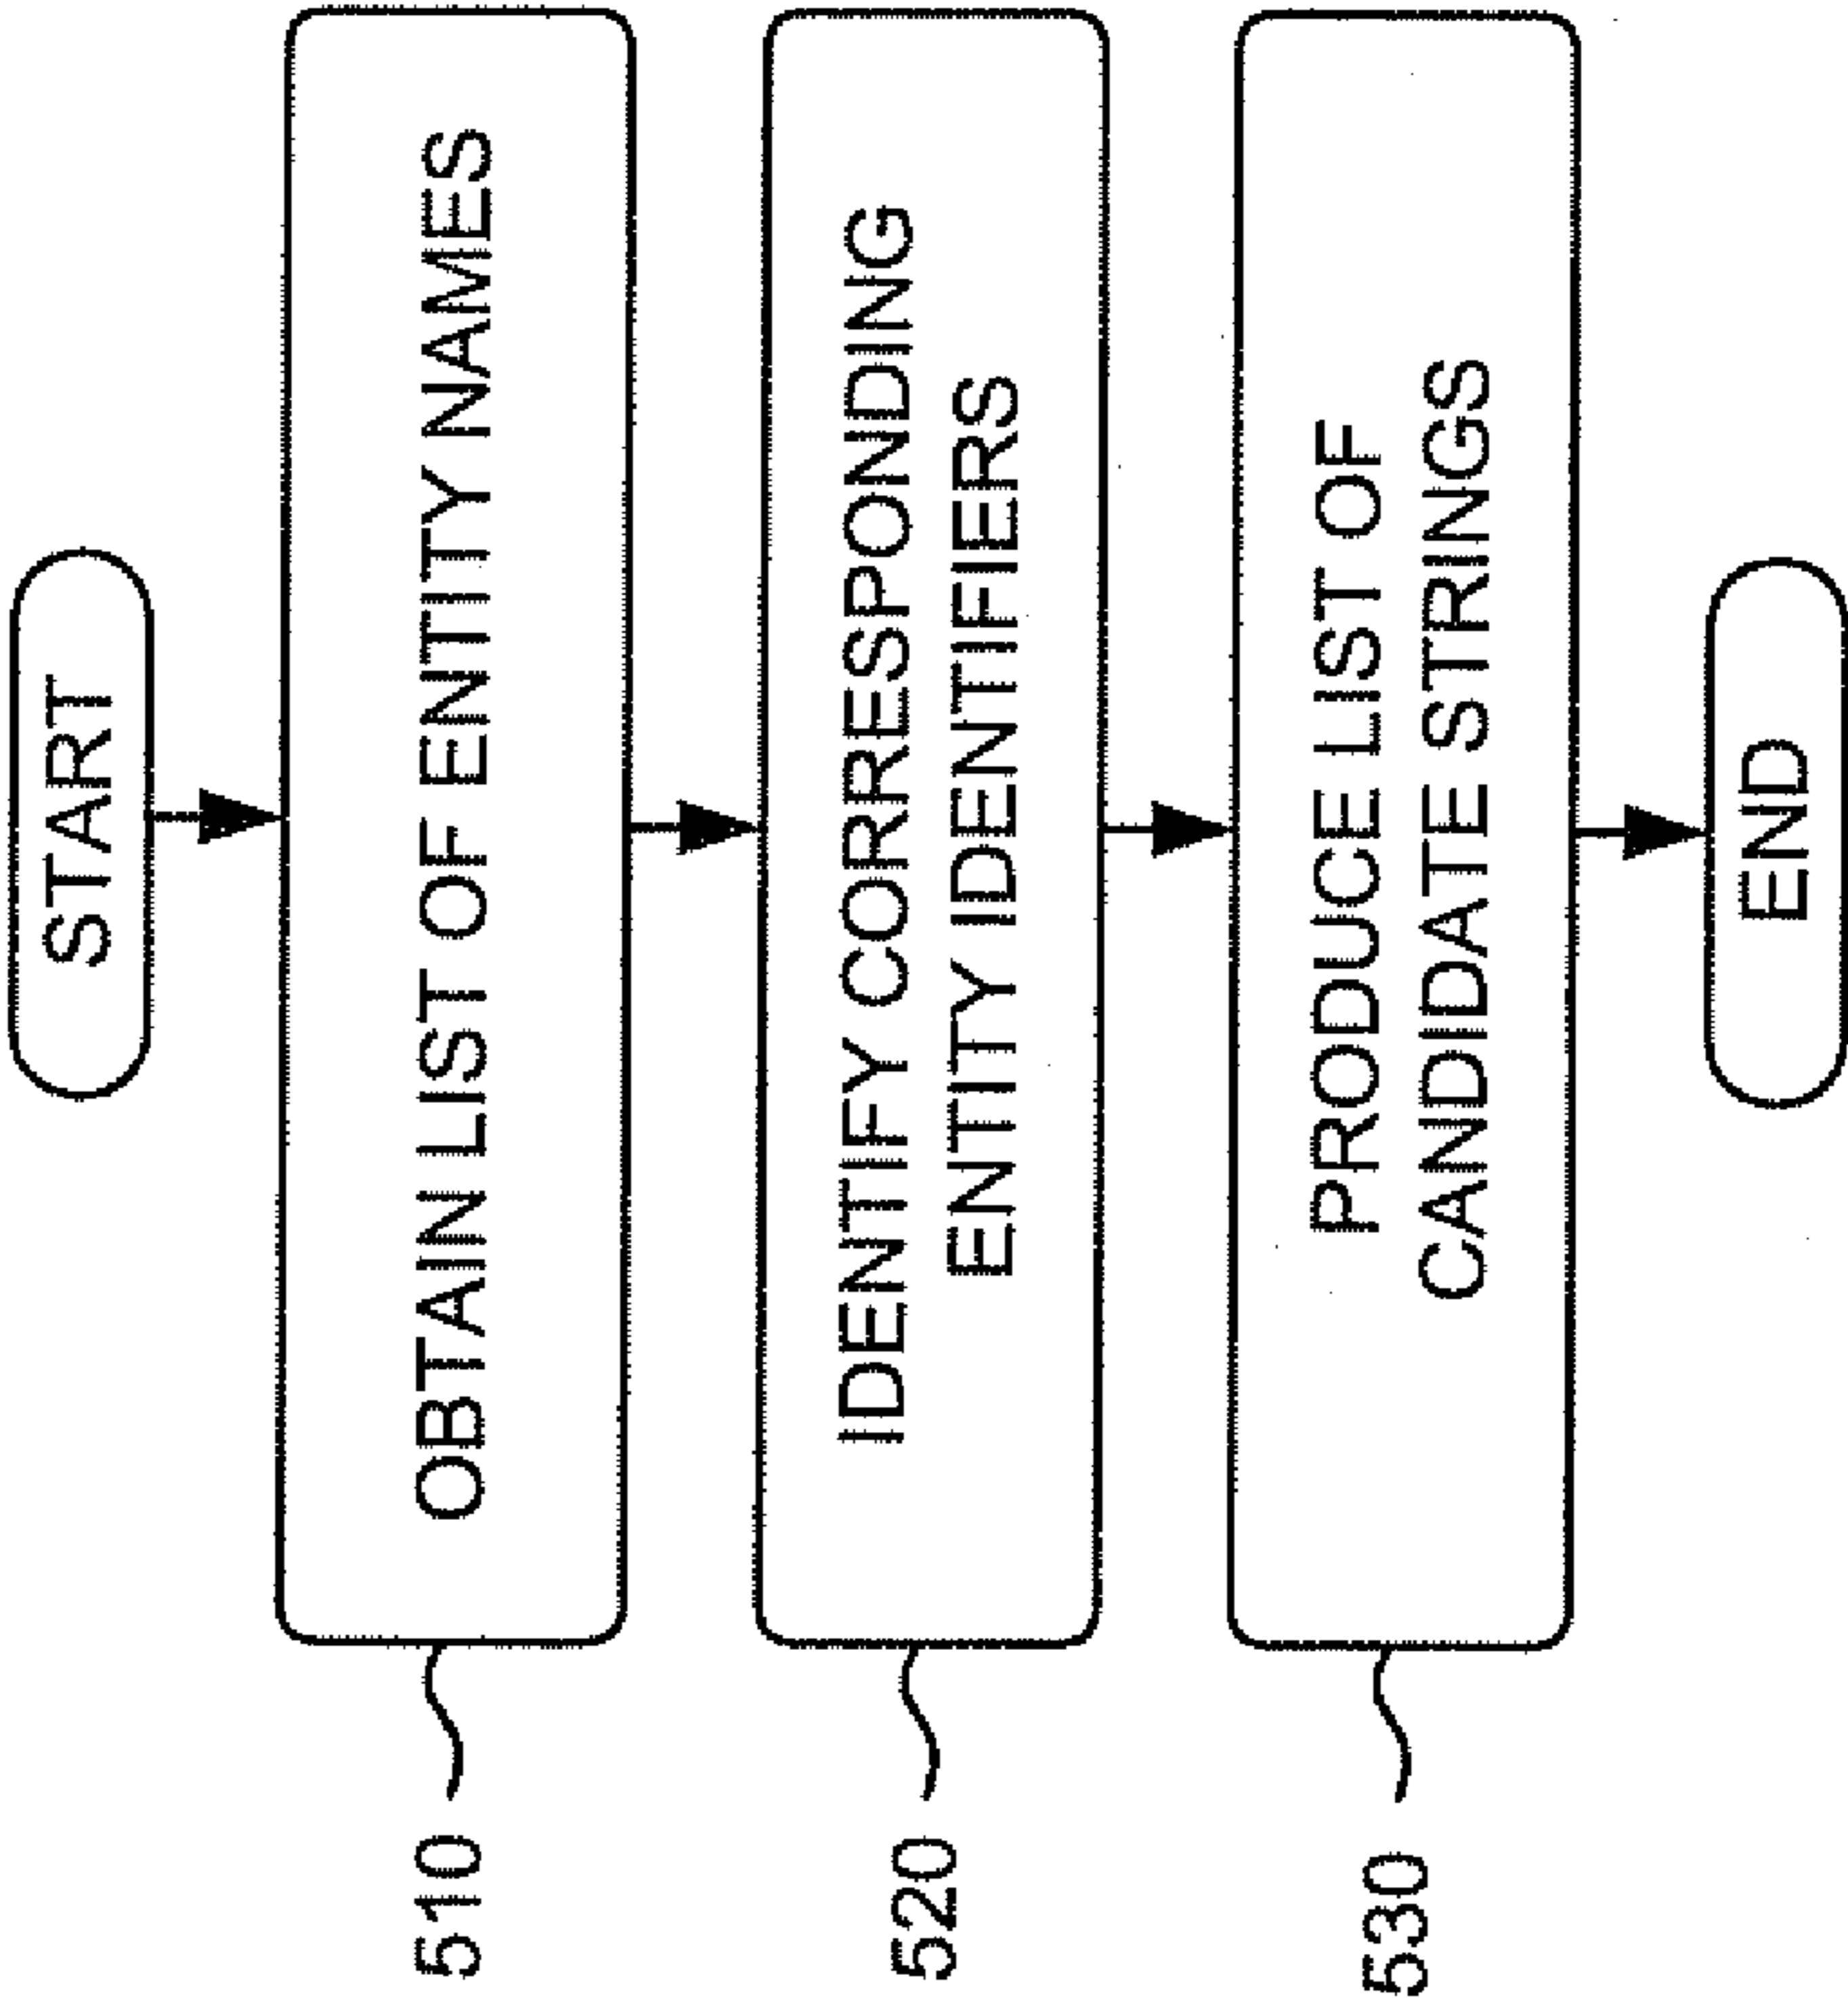 START
510
OBTAIN LIST OF ENTITY NAMES
520
IDENTIFY CORRESPONDING
ENTITY IDENTIFIERS
530
PRODUCE LIST OF
CANDIDATE STRINGS
END